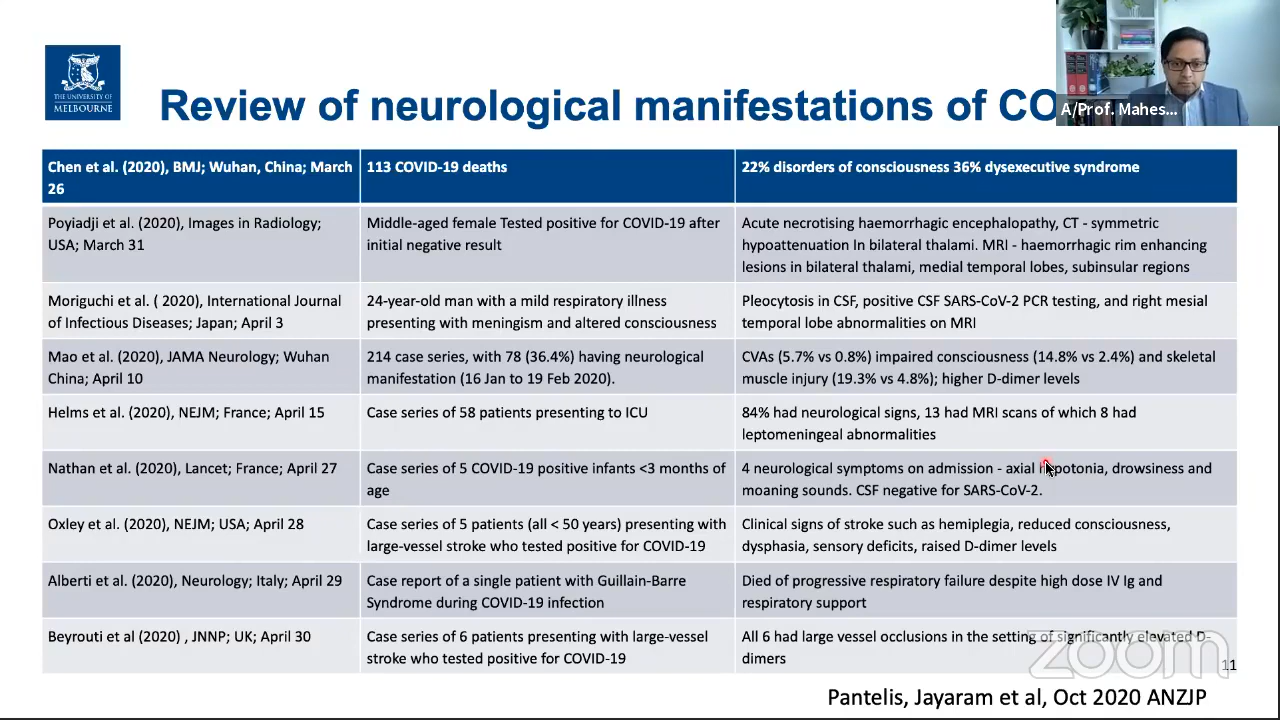 THE UNIVERSITY OF
MELBOURNE
Review of neurological manifestations of CO
A/Prof. Mahes...
Chen et al. (2020), BMJ; Wuhan, China; March
26
113 COVID-19 deaths
22% disorders of consciousness 36% dysexecutive syndrome
Poyiadji et al. (2020), Images in Radiology;
USA; March 31
Middle-aged female Tested positive for COVID-19 after
initial negative result
Acute necrotising haemorrhagic encephalopathy, CT - symmetric
hypoattenuation In bilateral thalami. MRI - haemorrhagic rim enhancing
lesions in bilateral thalami, medial temporal lobes, subinsular regions
Moriguchi et al. ( 2020), International Journal
of Infectious Diseases; Japan; April 3
24-year-old man with a mild respiratory illness
presenting with meningism and altered consciousness
Pleocytosis in CSF, positive CSF SARS-CoV-2 PCR testing, and right mesial
temporal lobe abnormalities on MRI
Mao et al. (2020), JAMA Neurology; Wuhan
China; April 10
214 case series, with 78 (36.4%) having neurological
manifestation (16 Jan to 19 Feb 2020).
CVAs (5.7% vs 0.8%) impaired consciousness (14.8% vs 2.4%) and skeletal
muscle injury (19.3% vs 4.8%); higher D-dimer levels
Helms et al. (2020), NEJM; France; April 15
Case series of 58 patients presenting to ICU
84% had neurological signs, 13 had MRI scans of which 8 had
leptomeningeal abnormalities
Nathan et al. (2020), Lancet; France; April 27
Case series of 5 COVID-19 positive infants <3 months of
age
4 neurological symptoms on admission - axial hypotonia, drowsiness and
moaning sounds. CSF negative for SARS-CoV-2.
Oxley et al. (2020), NEJM; USA; April 28
Case series of 5 patients (all < 50 years) presenting with
large-vessel stroke who tested positive for COVID-19
Clinical signs of stroke such as hemiplegia, reduced consciousness,
dysphasia, sensory deficits, raised D-dimer levels
Alberti et al. (2020), Neurology; Italy; April 29
Case report of a single patient with Guillain-Barre
Syndrome during COVID-19 infection
Died of progressive respiratory failure despite high dose IV Ig and
respiratory support
Beyrouti et al (2020) , JNNP; UK; April 30
Case series of 6 patients presenting with large-vessel
stroke who tested positive for COVID-19
All 6 had large vessel occlusions in the setting of significantly elevated D-
dimers
zoom
11
Pantelis, Jayaram et al, Oct 2020 ANZJP